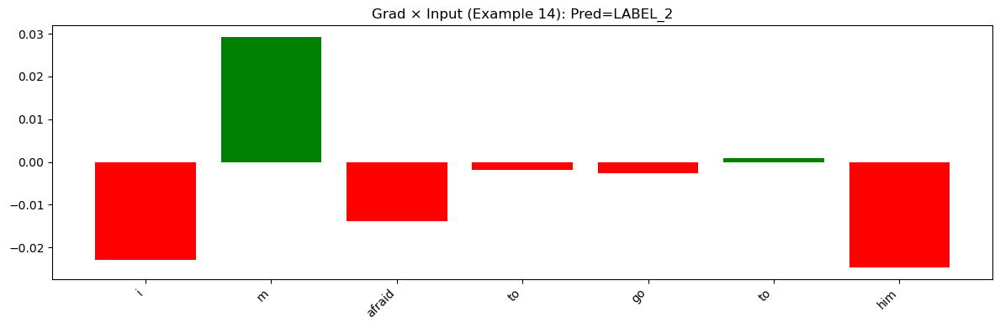 Grad × Input (Example 14): Pred=LABEL_2
0.03
0.02
0.01
0.00
−0.01
−0.02
i
m
afraid
to
go
to
him